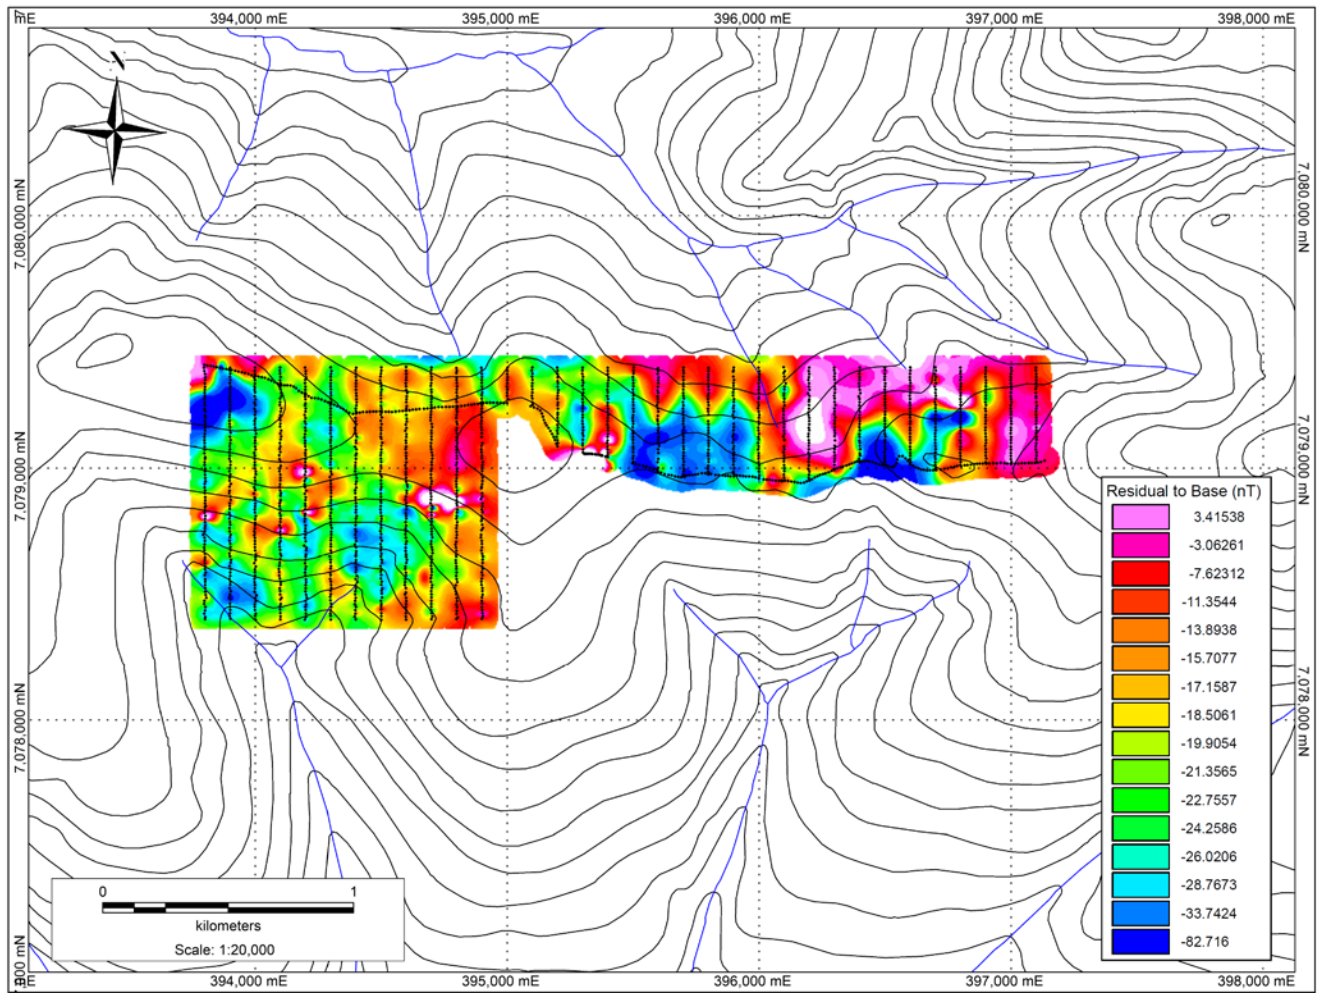 mE 394,000 mE 395,000 mE 396,000 mE 397,000 mE 398,000 mE
N
7,080,000 mN 7,080,000 mN
7,079,000 mN 7,079,000 mN
Residual to Base (nT)
3.41538
-3.06261
-7.62312
-11.3544
-13.8938
-15.7077
-17.1587
-18.5061
-19.9054
-21.3565
-22.7557
-24.2586
-26.0206
-28.7673
-33.7424
-82.716
7,078,000 mN 7,078,000 mN
0 1
kilometers
Scale: 1:20,000
000 mN
mE 394,000 mE 395,000 mE 396,000 mE 397,000 mE 398,000 mE